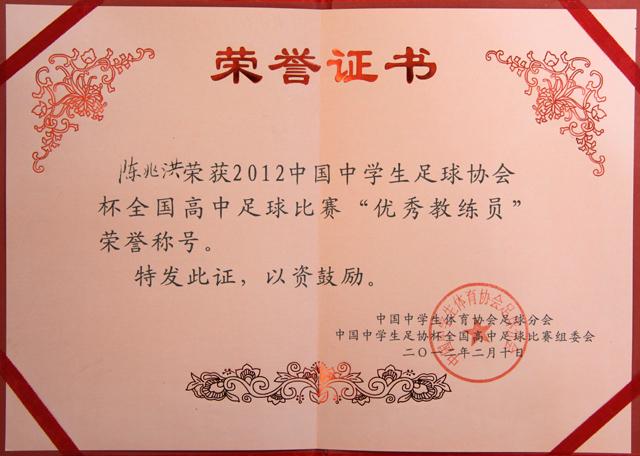 荣誉证书
陈兆洪荣获2012中国中学生足球协会
杯全国高中足球比赛“优秀教练员”
荣誉称号。
特发此证，以资鼓励。
中国中学生体育协会足球分会
中国中学生足协杯全国高中足球比赛组委会
二〇一二年二月十日